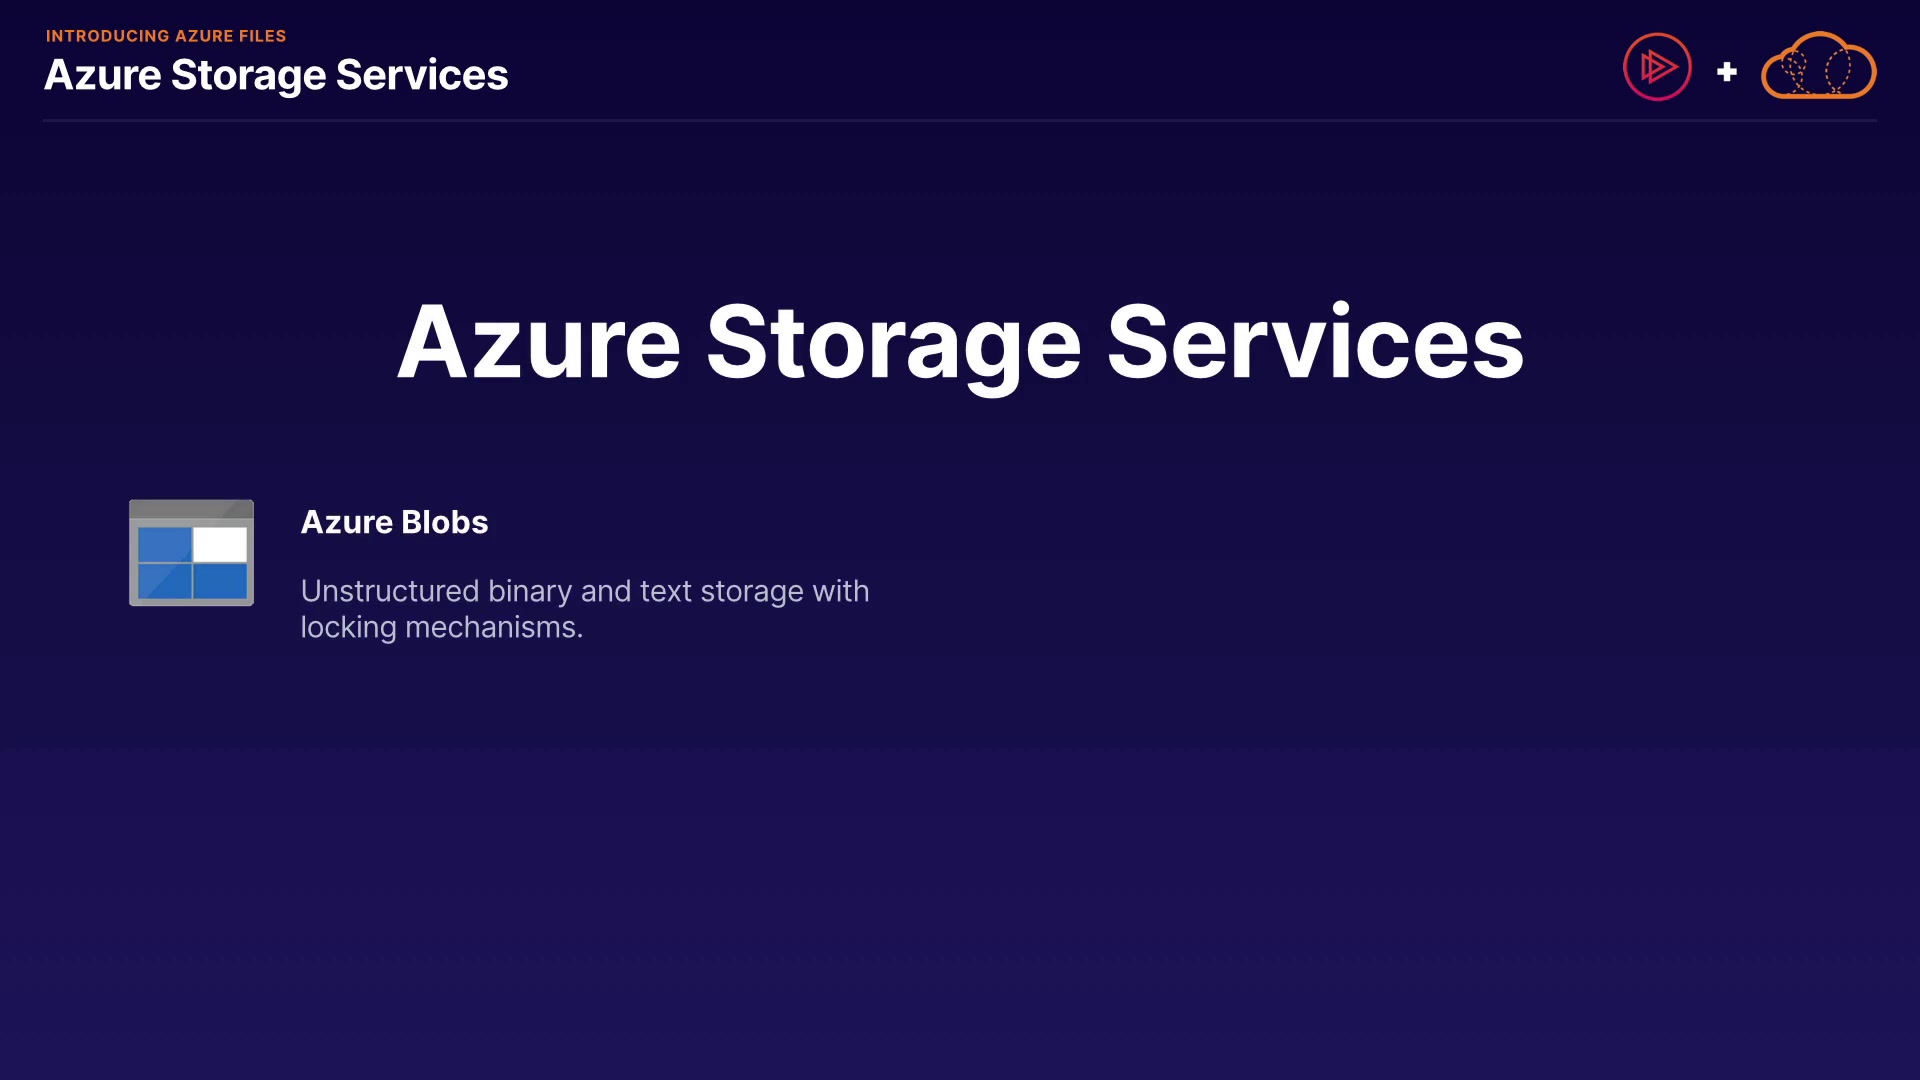 INTRODUCING AZURE FILES
Azure Storage Services
Azure Storage Services
Azure Blobs
Unstructured binary and text storage with
locking mechanisms.